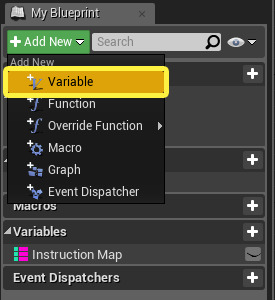 My Blueprint
Add New
Search
Add New
Variable
Function
Override Function
Macro
Graph
Event Dispatcher
Macros
Variables
Instruction Map
Event Dispatchers